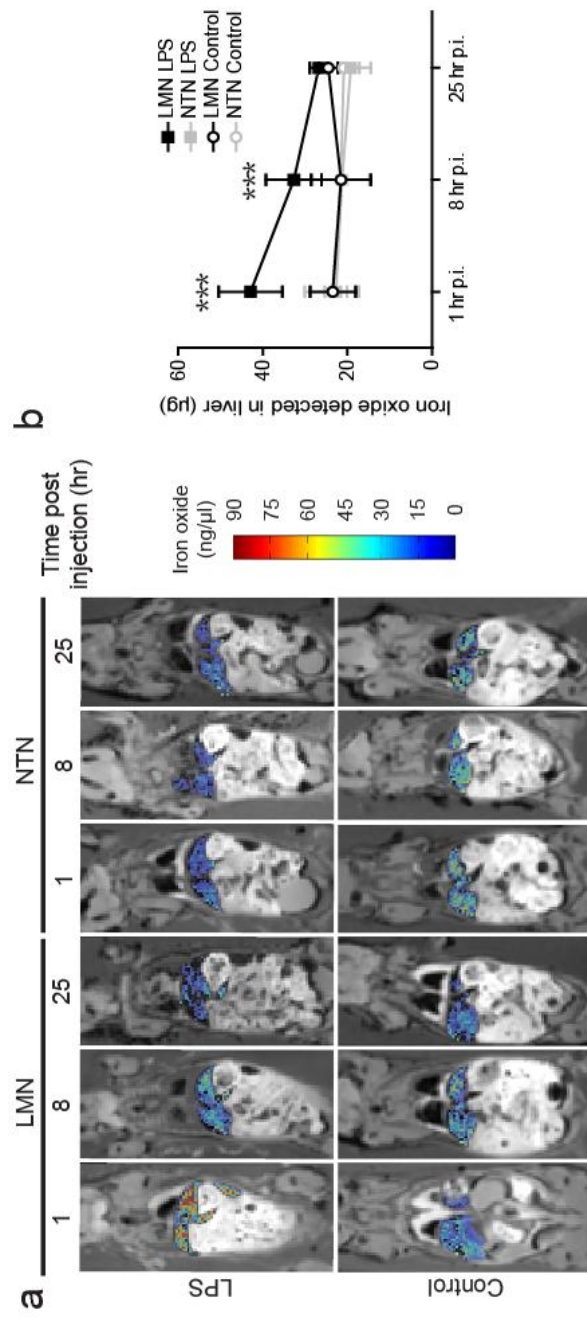 a
LMN
NTN
Time post
injection (hr)
1
8
25
1
8
25
LPS
Control
Iron oxide
(ng/µl)
90
75
60
45
30
15
0
b
Iron oxide detected in liver (µg)
60
40
20
0
1 hr p.i.
8 hr p.i.
25 hr p.i.
***
***
LMN LPS
NTN LPS
LMN Control
NTN Control